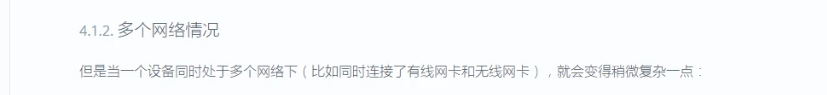 4.1.2. 多个网络情况
但是当一个设备同时处于多个网络下（比如同时连接了有线网卡和无线网卡），就会变得稍微复杂一点：